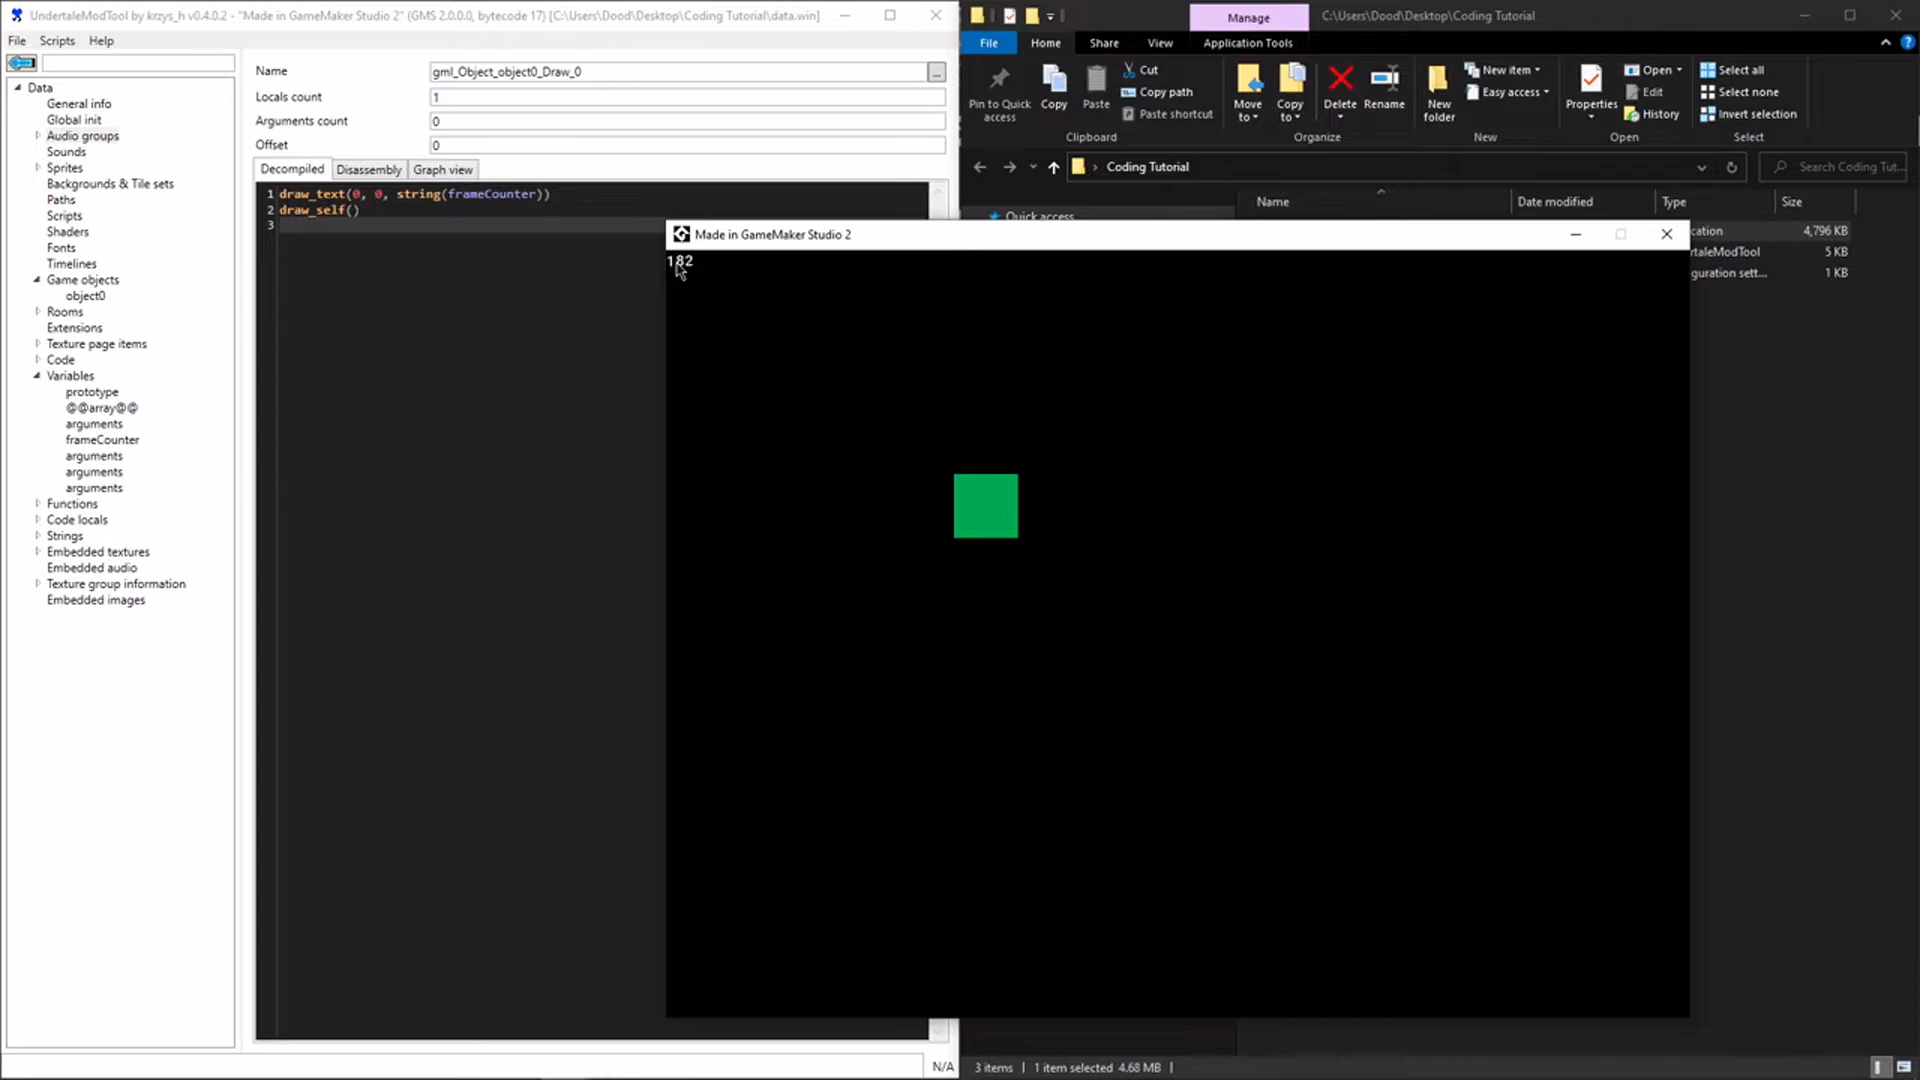 UndertaleModTool by krzys_h v0.4.0.2 - "Made in GameMaker Studio 2" (GMS 2.0.0.0, bytecode 17) [C:\Users\Dood\Desktop\Coding Tutorial\data.win]
File Scripts Help
Data
General info
Global init
Audio groups
Sounds
Sprites
Backgrounds & Tile sets
Paths
Scripts
Shaders
Fonts
Timelines
Game objects
object0
Rooms
Extensions
Texture page items
Code
Variables
prototype
@@array@@
arguments
frameCounter
arguments
arguments
arguments
Functions
Code locals
Strings
Embedded textures
Embedded audio
Texture group information
Embedded images
Name gml_Object_object0_Draw_0 ...
Locals count 1
Arguments count 0
Offset 0
Decompiled Disassembly Graph view
1 draw_text(0, 0, string(frameCounter))
2 draw_self()
3
N/A
Manage C:\Users\Dood\Desktop\Coding Tutorial
File Home Share View Application Tools
Pin to Quick access
Copy
Paste
Cut
Copy path
Paste shortcut
Clipboard
Move to
Copy to
Delete
Rename
Organize
New folder
New item
Easy access
New
Properties
Open
Edit
History
Open
Select all
Select none
Invert selection
Select
Coding Tutorial
Search Coding Tut...
Quick access
Name Date modified Type Size
cation 4,796 KB
rtaleModTool 5 KB
guration sett... 1 KB
Made in GameMaker Studio 2
182
3 items 1 item selected 4.68 MB